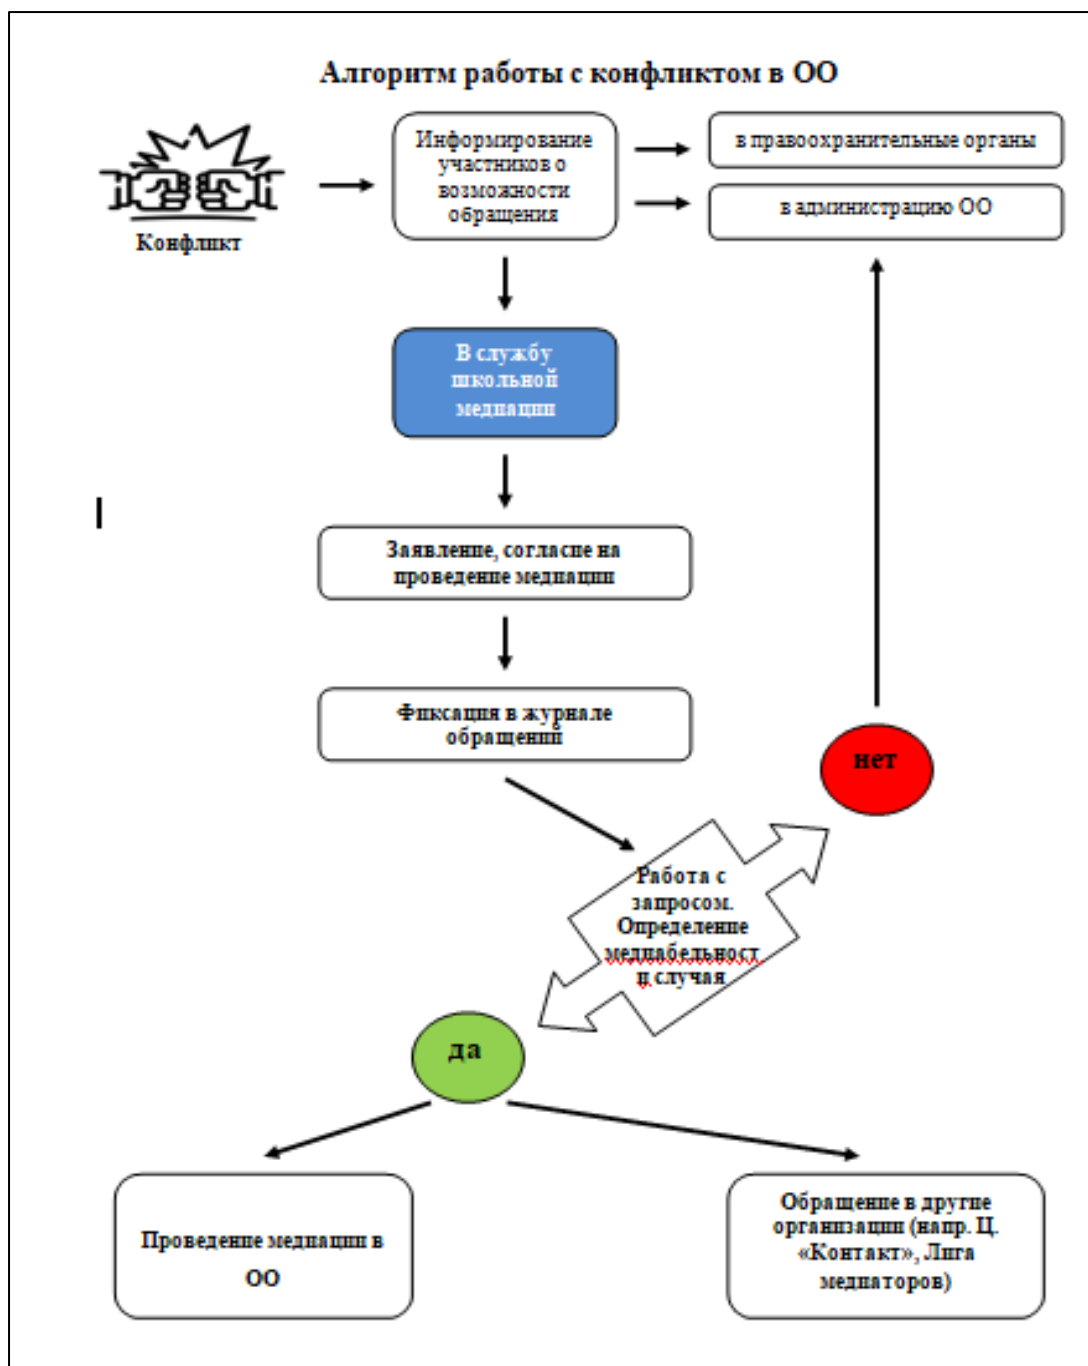 Алгоритм работы с конфликтом в ОО
Конфликт
Информирование
участников о
возможности
обращения
в правоохранительные органы
в администрацию ОО
В службу
школьной
медиации
Заявление, согласие на
проведение медиации
Фиксация в журнале
обращений
нет
Работа с
запросом.
Определение
медиабельност
и случая
да
Проведение медиации в
ОО
Обращение в другие
организации (напр. Ц.
«Контакт», Лига
медиаторов)